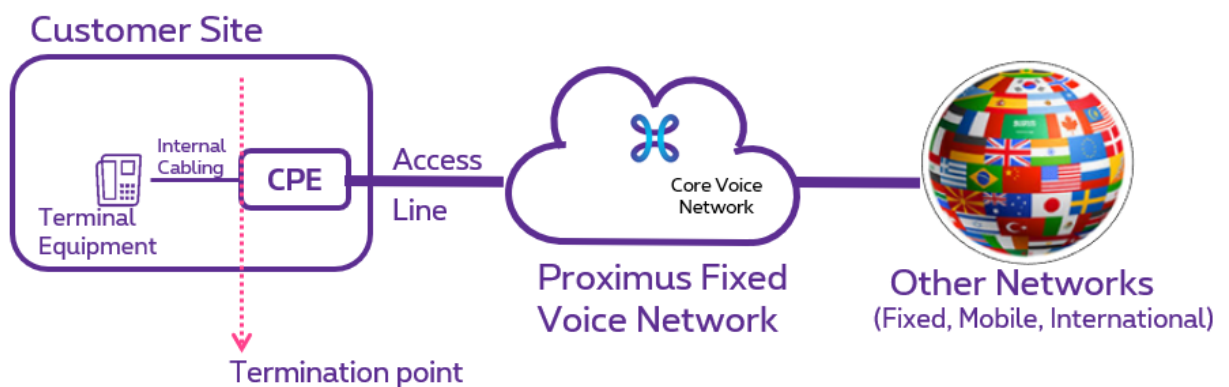 Customer Site
Internal
Cabling
CPE
Terminal
Equipment
Termination point
Access
Line
Core Voice
Network
Proximus Fixed
Voice Network
Other Networks
(Fixed, Mobile, International)